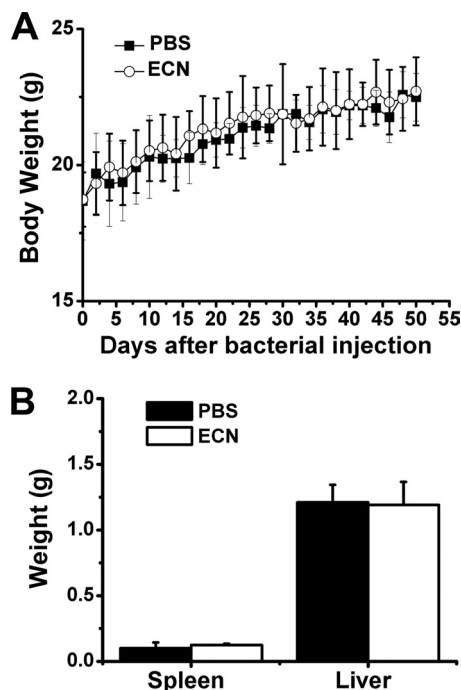 A
PBS
ECN
Body Weight (g)
25
20
15
0 5 10 15 20 25 30 35 40 45 50 55
Days after bacterial injection
B
PBS
ECN
Weight (g)
2.0
1.5
1.0
0.5
0.0
Spleen Liver